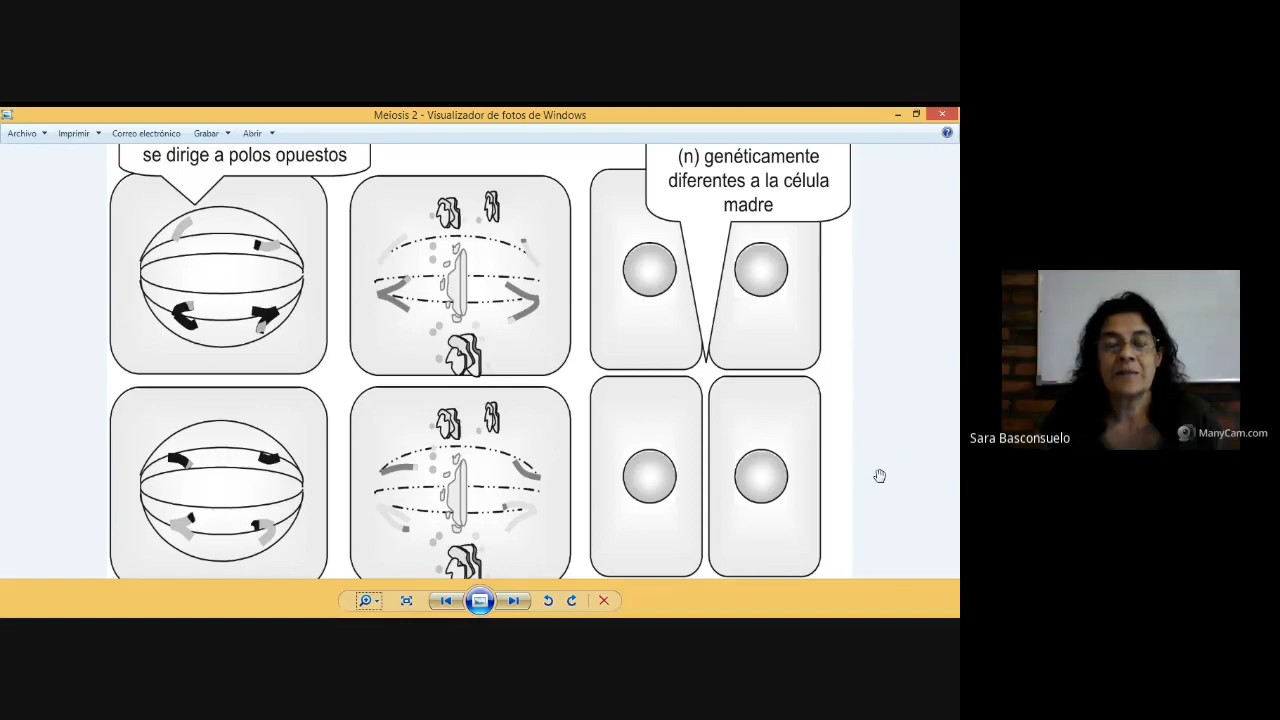 Meiosis 2 - Visualizador de fotos de Windows
Archivo Imprimir Correo electrónico Grabar Abrir
se dirige a polos opuestos
(n) genéticamente
diferentes a la célula
madre
Sara Basconsuelo
ManyCam.com